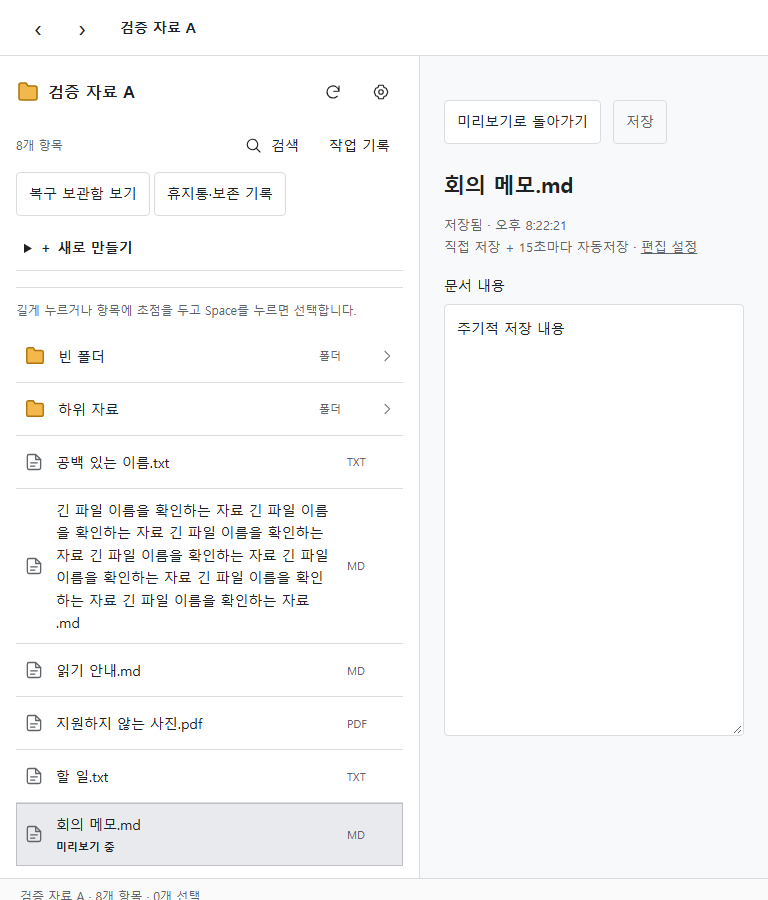 검증 자료 A
검증 자료 A
8개 항목
검색
작업 기록
복구 보관함 보기
휴지통·보존 기록
+ 새로 만들기
길게 누르거나 항목에 초점을 두고 Space를 누르면 선택합니다.
빈 폴더
폴더
하위 자료
폴더
공백 있는 이름.txt
TXT
긴 파일 이름을 확인하는 자료 긴 파일 이름
을 확인하는 자료 긴 파일 이름을 확인하는
자료 긴 파일 이름을 확인하는 자료 긴 파일
이름을 확인하는 자료 긴 파일 이름을 확인
하는 자료 긴 파일 이름을 확인하는 자료
.md
MD
읽기 안내.md
MD
지원하지 않는 사진.pdf
PDF
할 일.txt
TXT
회의 메모.md
미리보기 중
MD
미리보기로 돌아가기
저장
회의 메모.md
저장됨 · 오후 8:22:21
직접 저장 + 15초마다 자동저장 · 편집 설정
문서 내용
주기적 저장 내용
검증 자료 A · 8개 항목 · 0개 선택